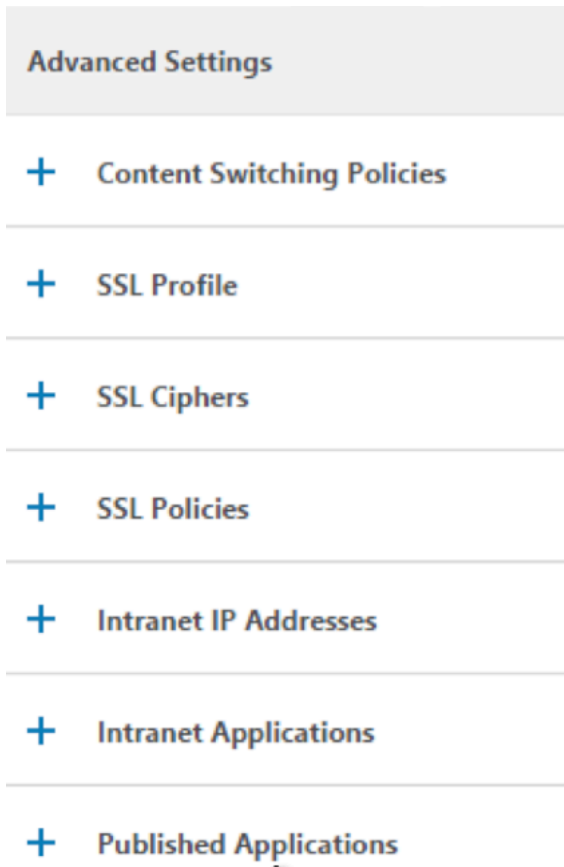 Advanced Settings
Content Switching Policies
SSL Profile
SSL Ciphers
SSL Policies
Intranet IP Addresses
Intranet Applications
Published Applications